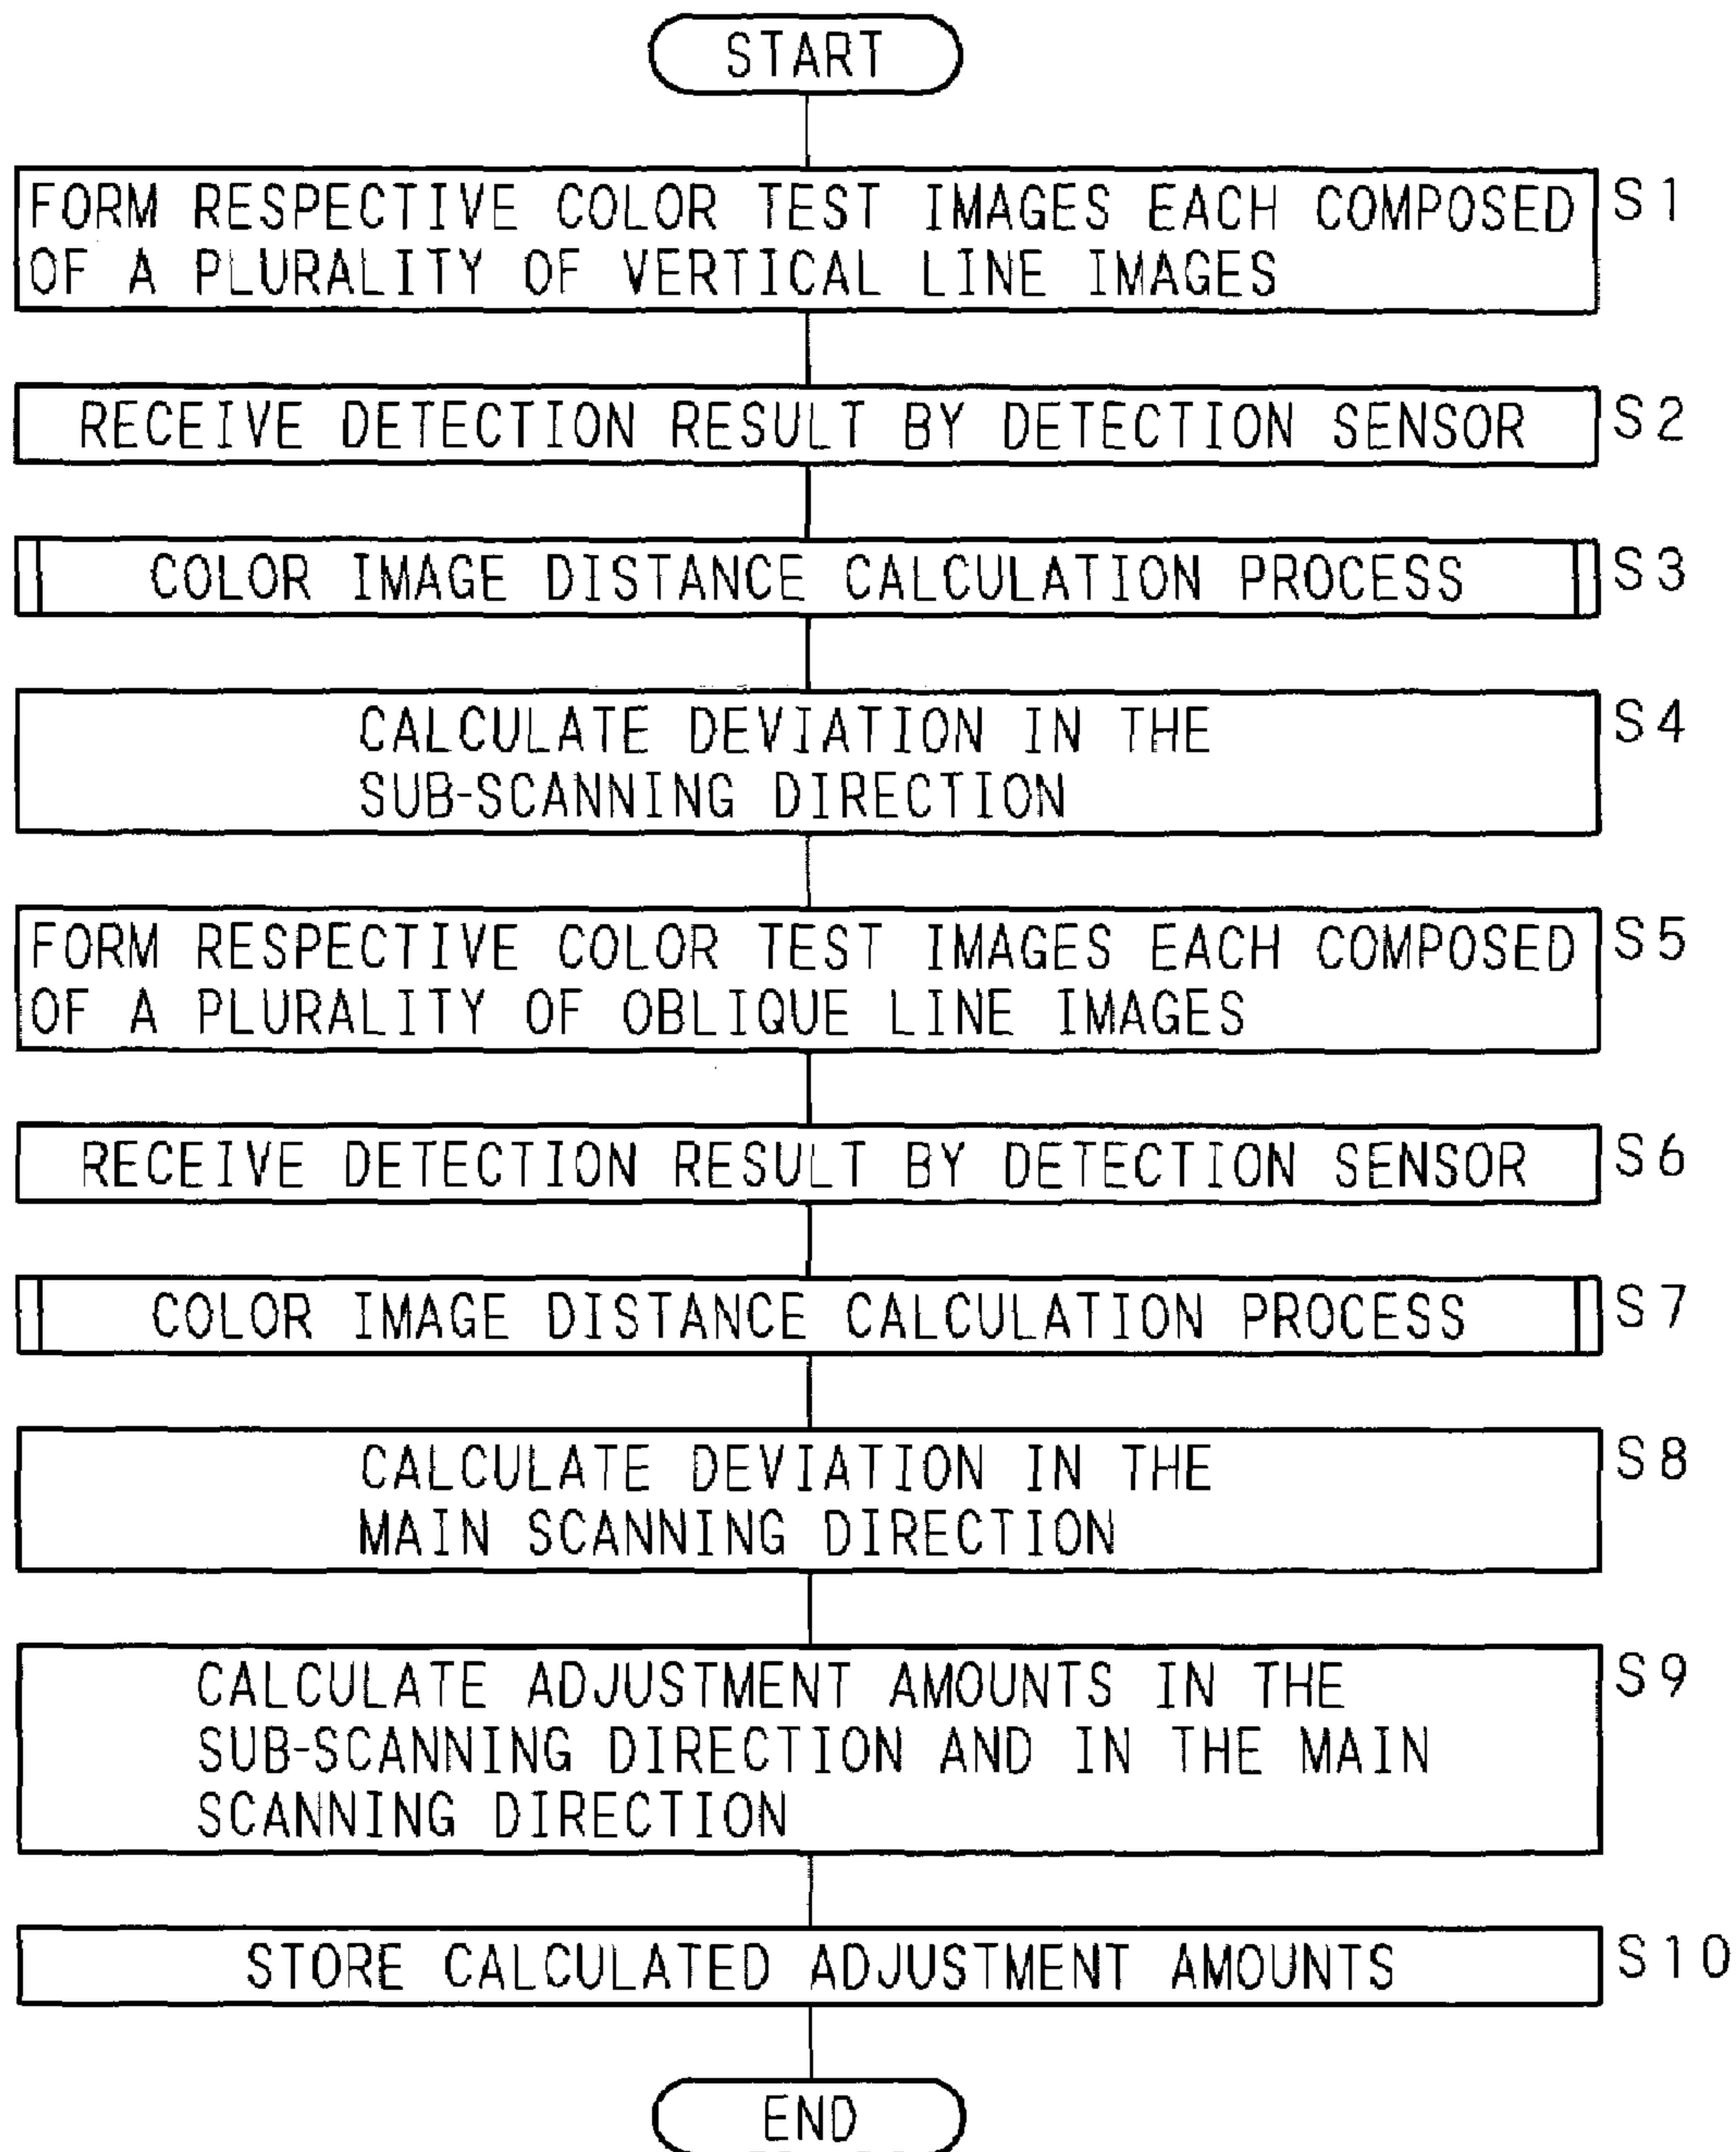 START
FORM RESPECTIVE COLOR TEST IMAGES EACH COMPOSED S1
OF A PLURALITY OF VERTICAL LINE IMAGES
RECEIVE DETECTION RESULT BY DETECTION SENSOR S2
COLOR IMAGE DISTANCE CALCULATION PROCESS S3
CALCULATE DEVIATION IN THE S4
SUB-SCANNING DIRECTION
FORM RESPECTIVE COLOR TEST IMAGES EACH COMPOSED S5
OF A PLURALITY OF OBLIQUE LINE IMAGES
RECEIVE DETECTION RESULT BY DETECTION SENSOR S6
COLOR IMAGE DISTANCE CALCULATION PROCESS S7
CALCULATE DEVIATION IN THE S8
MAIN SCANNING DIRECTION
CALCULATE ADJUSTMENT AMOUNTS IN THE S9
SUB-SCANNING DIRECTION AND IN THE MAIN
SCANNING DIRECTION
STORE CALCULATED ADJUSTMENT AMOUNTS S10
END